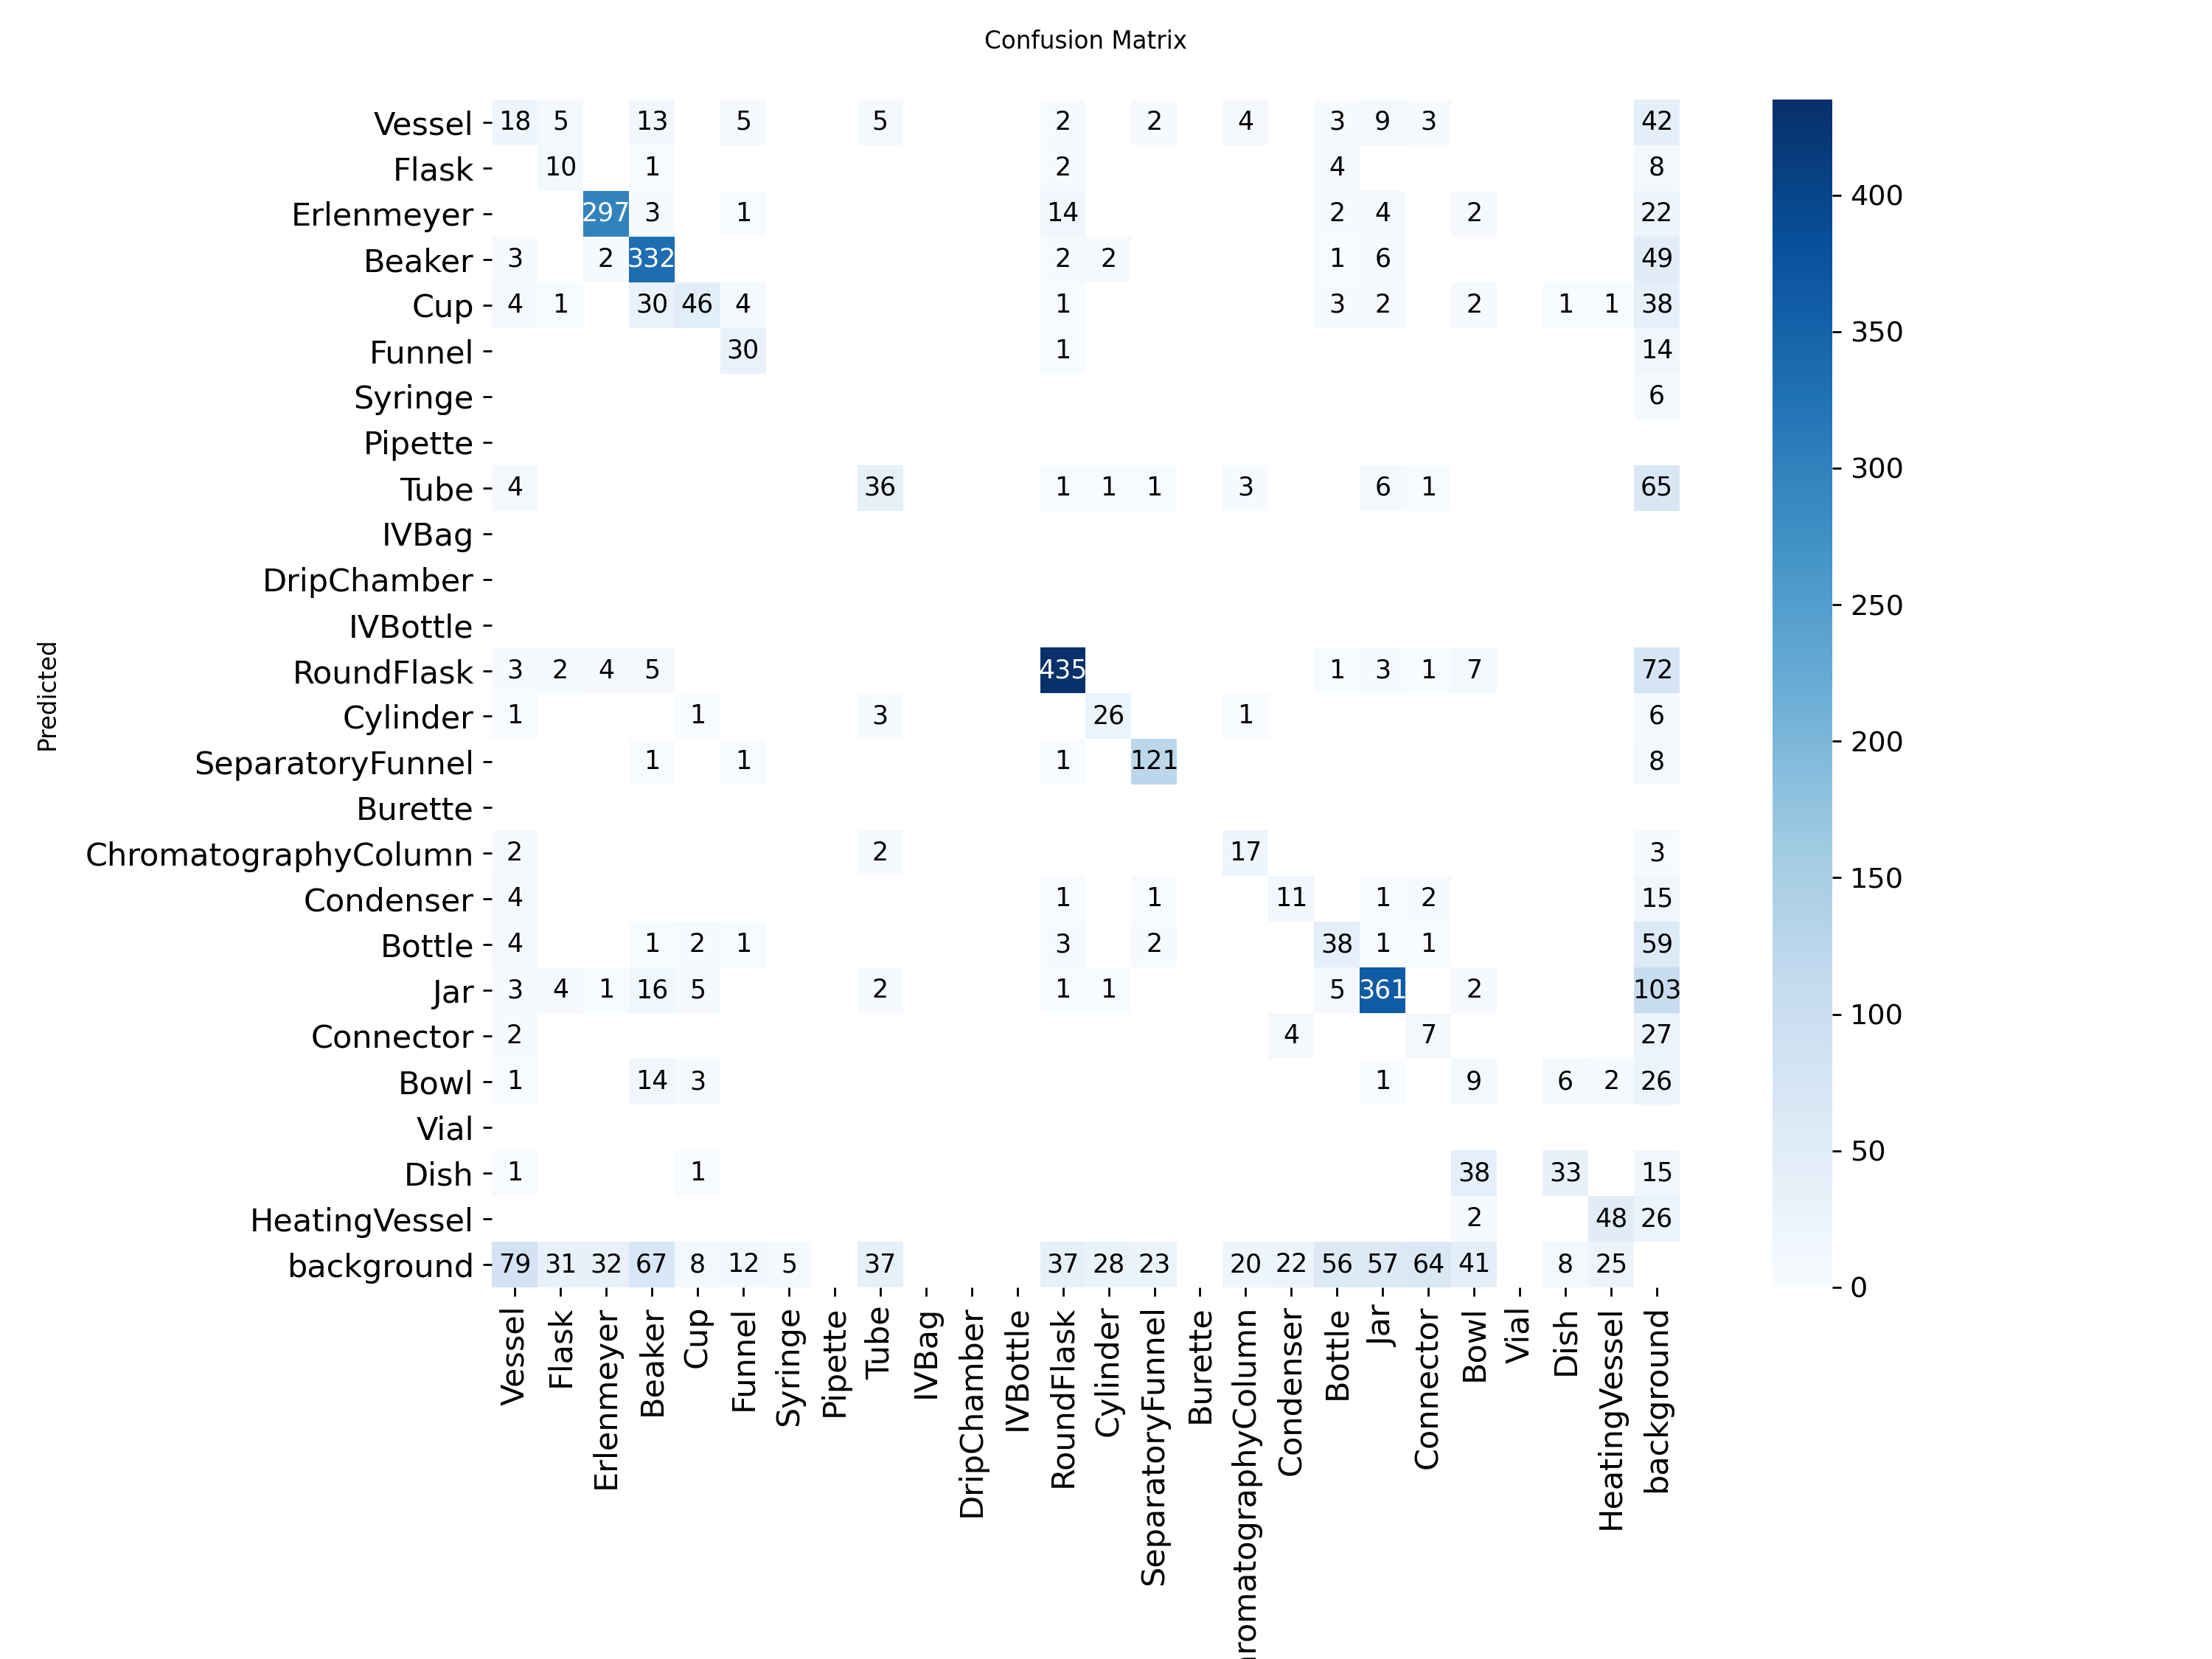 Confusion Matrix
Predicted
Vessel 18 5 13 5 5 2 2 4 3 9 3 42
Flask 10 1 2 4 8
Erlenmeyer 297 3 1 14 2 4 2 22
Beaker 3 2 332 2 2 1 6 49
Cup 4 1 30 46 4 1 3 2 2 1 1 38
Funnel 30 1 14
Syringe 6
Pipette
Tube 4 36 1 1 1 3 6 1 65
IVBag
DripChamber
IVBottle
RoundFlask 3 2 4 5 435 1 3 1 7 72
Cylinder 1 1 3 26 1 6
SeparatoryFunnel 1 1 1 121 8
Burette
ChromatographyColumn 2 2 17 3
Condenser 4 1 1 11 1 2 15
Bottle 4 1 2 1 3 2 38 1 1 59
Jar 3 4 1 16 5 2 1 1 5 361 2 103
Connector 2 4 7 27
Bowl 1 14 3 1 9 6 2 26
Vial
Dish 1 1 38 33 15
HeatingVessel 2 48 26
background 79 31 32 67 8 12 5 37 37 28 23 20 22 56 57 64 41 8 25
Vessel
Flask
Erlenmeyer
Beaker
Cup
Funnel
Syringe
Pipette
Tube
IVBag
DripChamber
IVBottle
RoundFlask
Cylinder
SeparatoryFunnel
Burette
romatographyColumn
Condenser
Bottle
Jar
Connector
Bowl
Vial
Dish
HeatingVessel
background
400
350
300
250
200
150
100
50
0